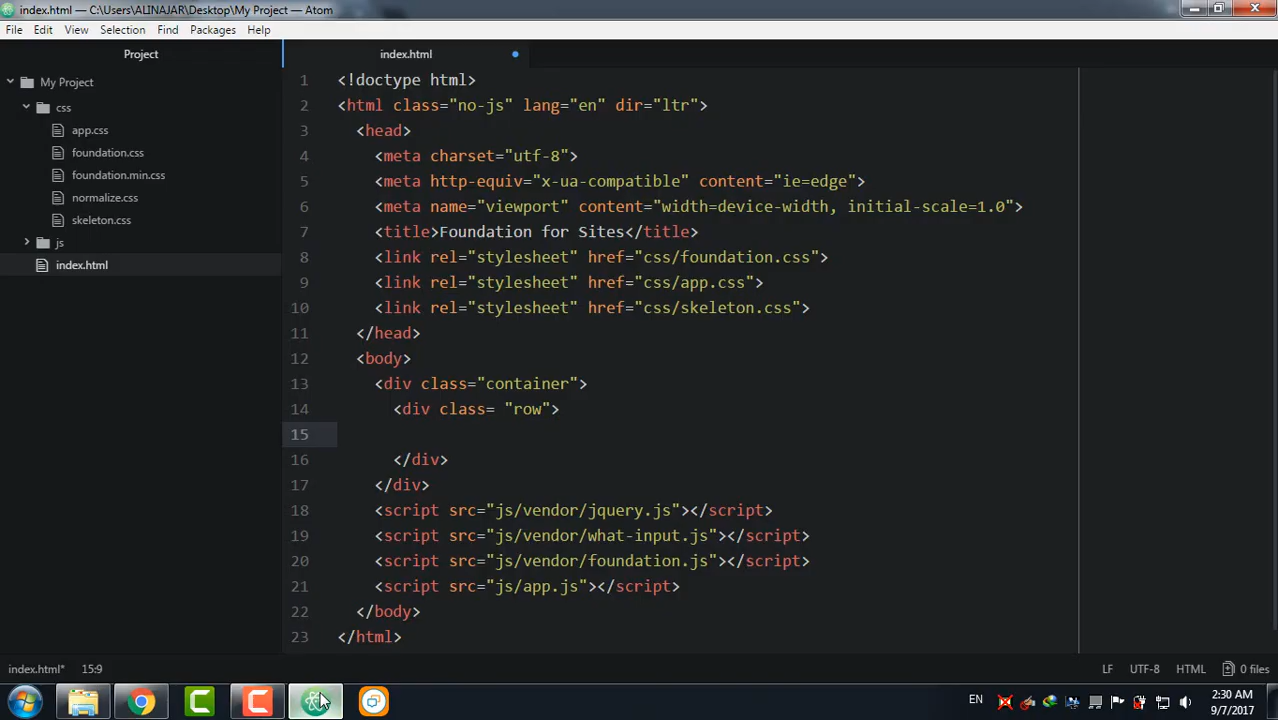 index.html — C:\Users\ALINAJAR\Desktop\My Project — Atom
File Edit View Selection Find Packages Help
Project
index.html
My Project
css
app.css
foundation.css
foundation.min.css
normalize.css
skeleton.css
js
index.html
1 <!doctype html>
2 <html class="no-js" lang="en" dir="ltr">
3 <head>
4 <meta charset="utf-8">
5 <meta http-equiv="x-ua-compatible" content="ie=edge">
6 <meta name="viewport" content="width=device-width, initial-scale=1.0">
7 <title>Foundation for Sites</title>
8 <link rel="stylesheet" href="css/foundation.css">
9 <link rel="stylesheet" href="css/app.css">
10 <link rel="stylesheet" href="css/skeleton.css">
11 </head>
12 <body>
13 <div class="container">
14 <div class= "row">
15
16 </div>
17 </div>
18 <script src="js/vendor/jquery.js"></script>
19 <script src="js/vendor/what-input.js"></script>
20 <script src="js/vendor/foundation.js"></script>
21 <script src="js/app.js"></script>
22 </body>
23 </html>
index.html* 15:9 LF UTF-8 HTML 0 files
EN 2:30 AM
9/7/2017